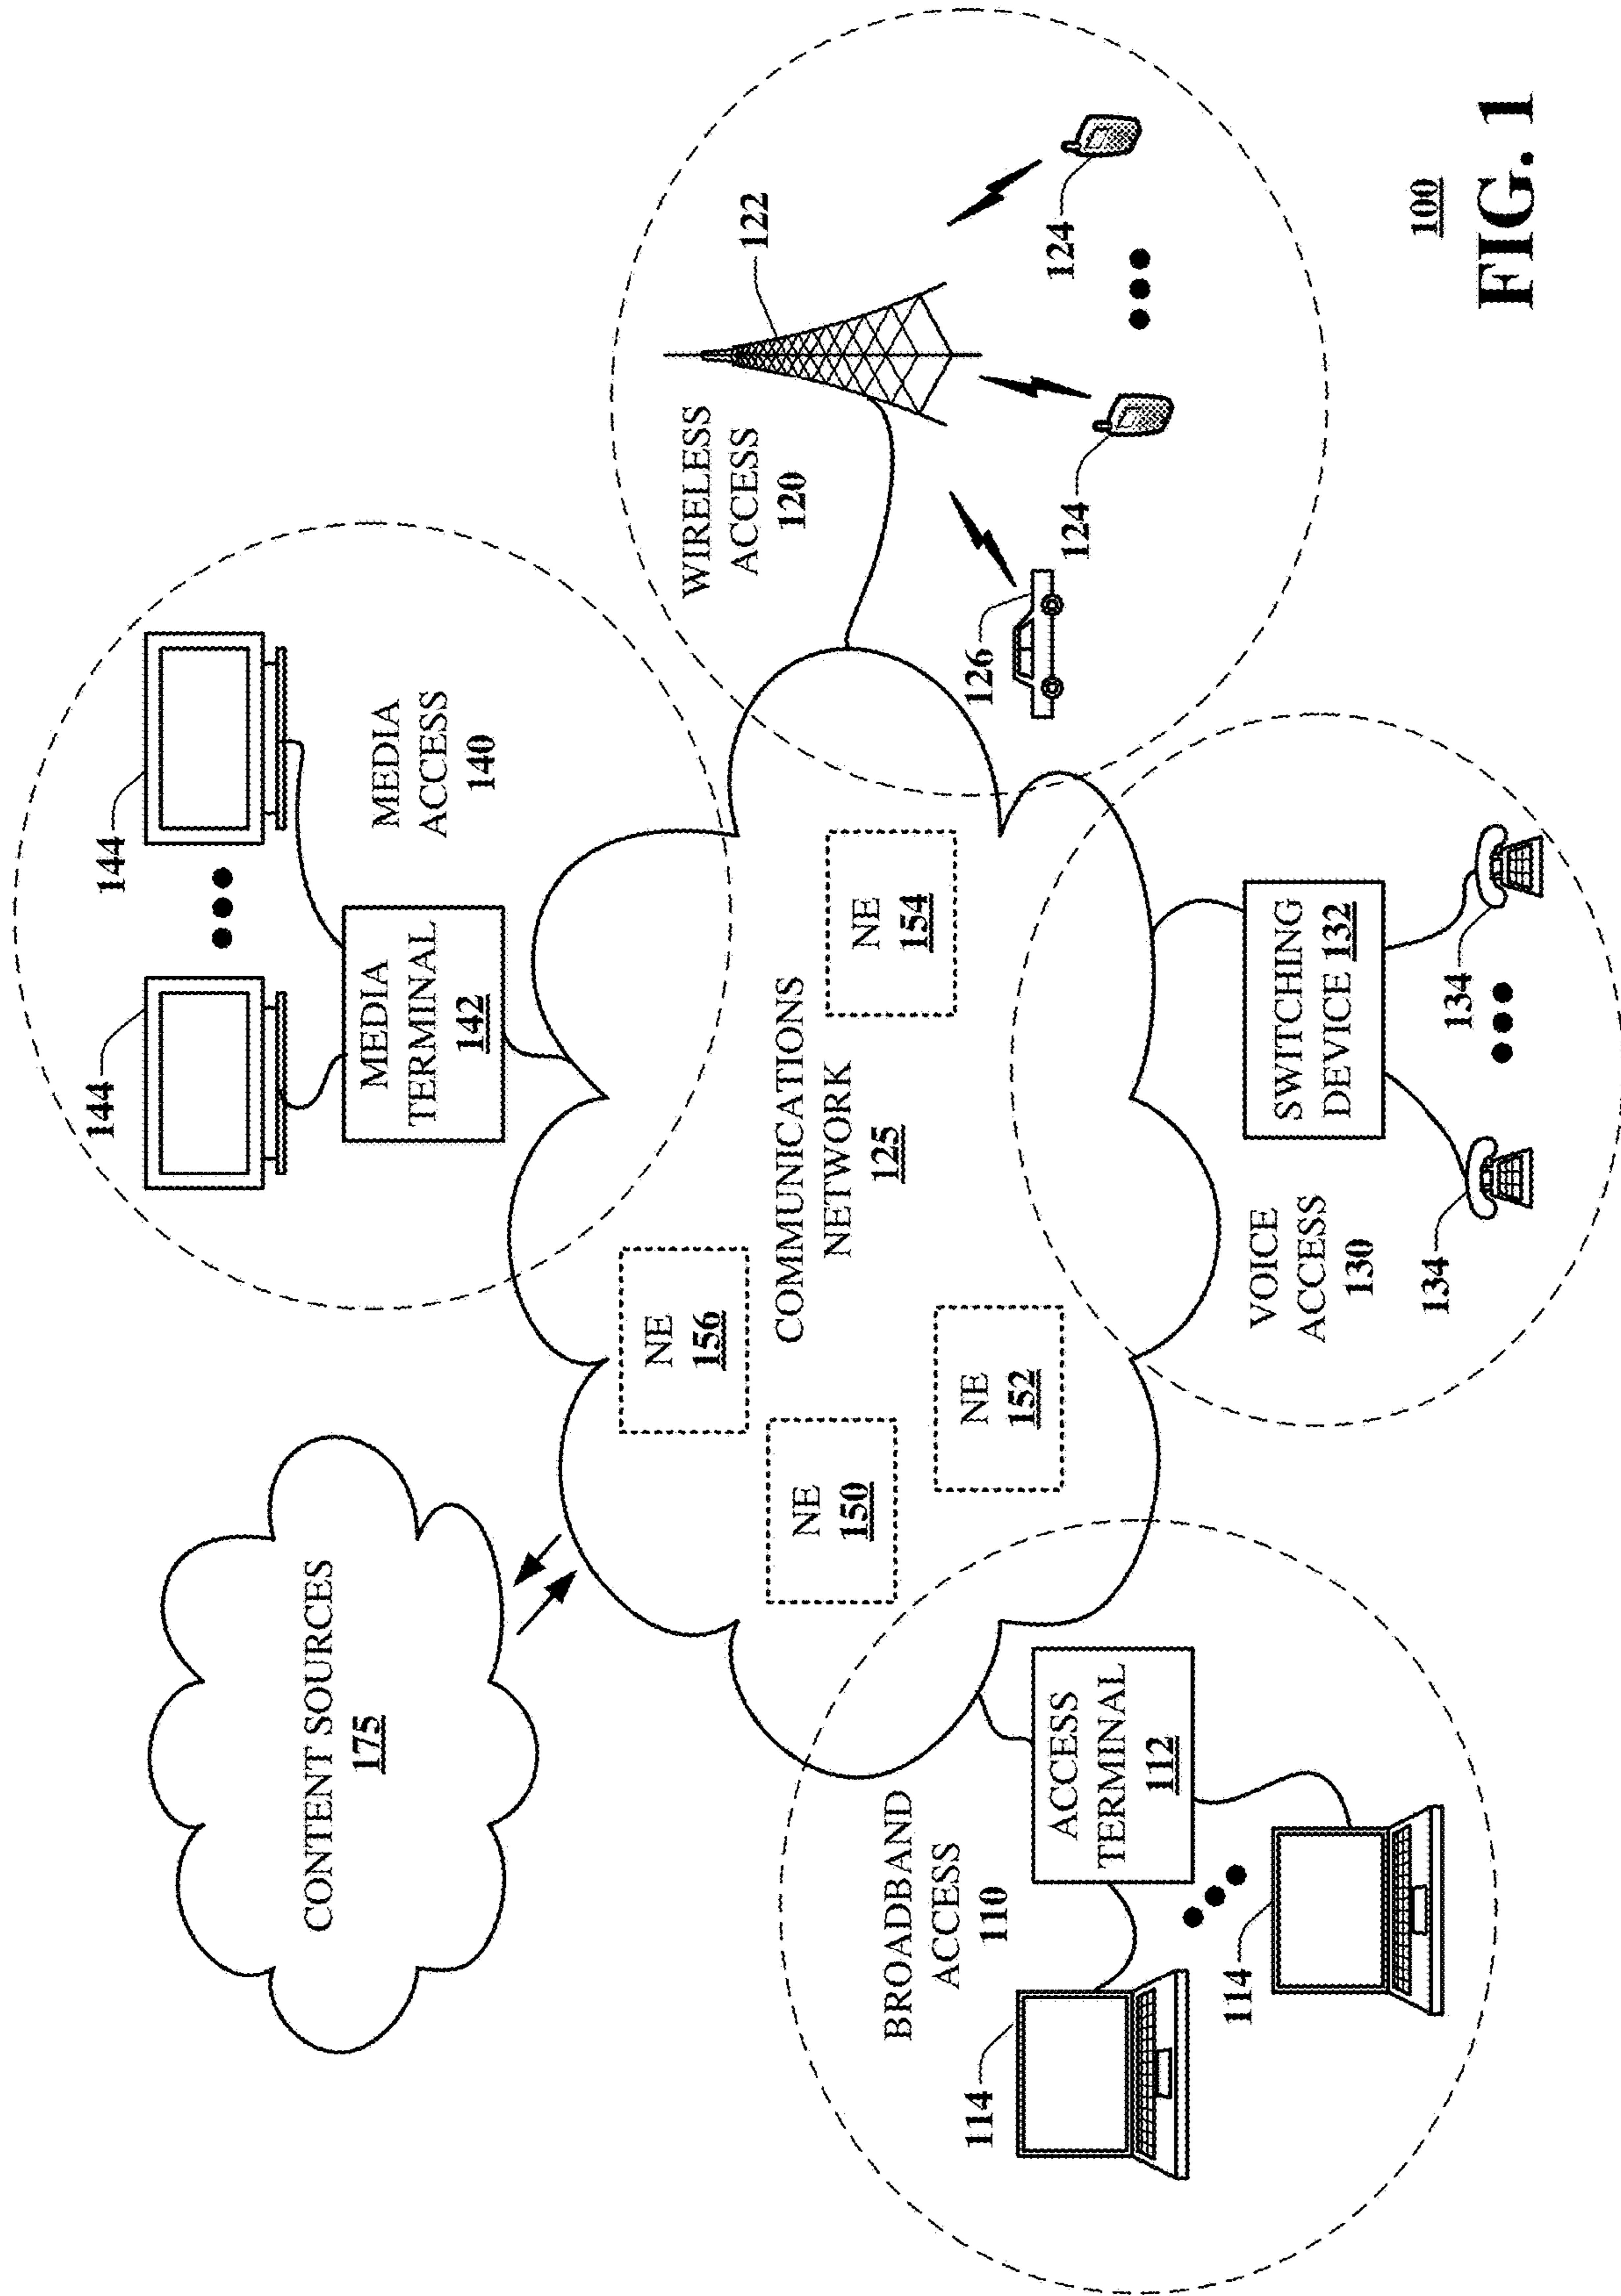 CONTENT SOURCES
175
144
144
MEDIA
TERMINAL
142
MEDIA
ACCESS
140
NE
156
NE
150
NE
152
NE
154
COMMUNICATIONS
NETWORK
125
WIRELESS
ACCESS
120
122
126
124
124
BROADBAND
ACCESS
110
ACCESS
TERMINAL
112
114
114
VOICE
ACCESS
130
SWITCHING
DEVICE 132
134
134
100
FIG. 1